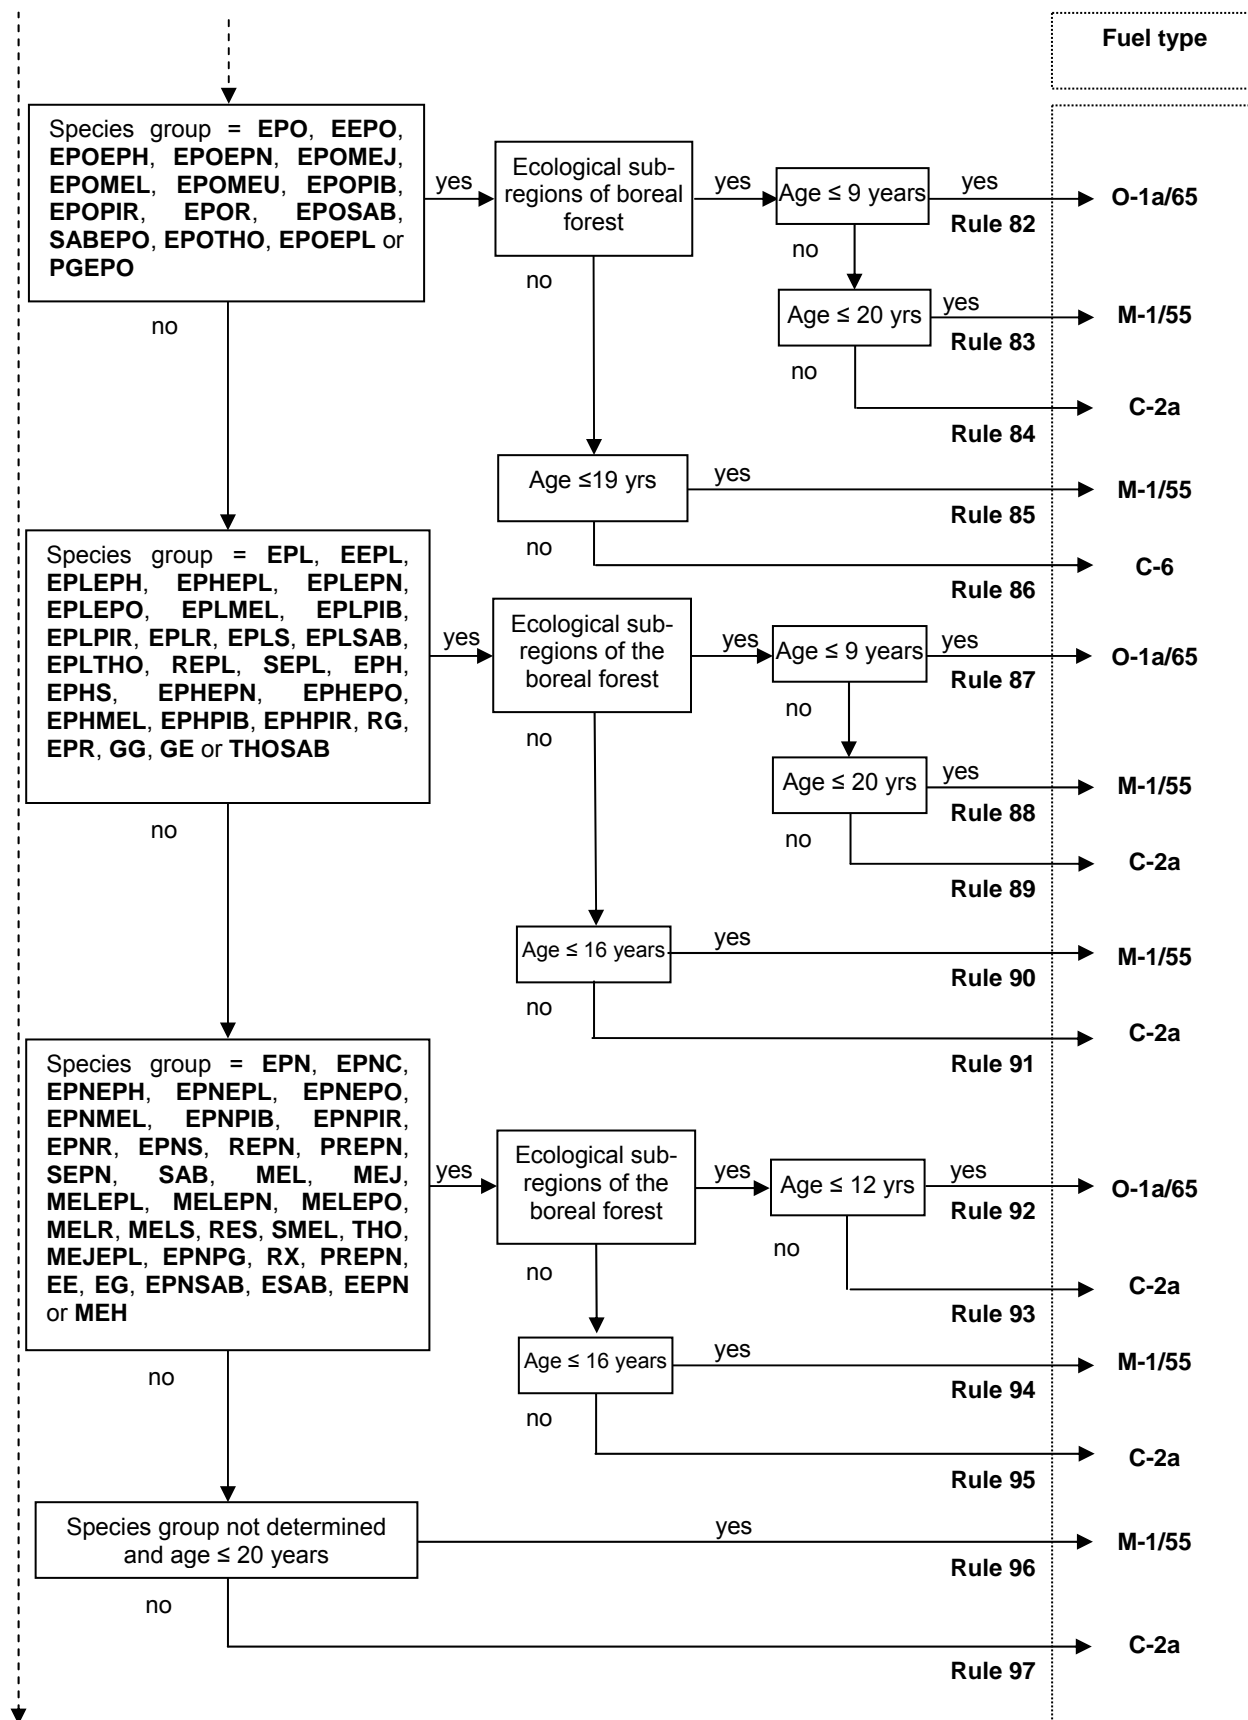 Fuel type
Species group = EPO, EEPO,
EPOEPH, EPOEPN, EPOMEJ,
EPOMEL, EPOMEU, EPOPIB,
EPOPIR, EPOR, EPOSAB,
SABEPO, EPOTHO, EPOEPL or
PGEPO
yes
Ecological sub-
regions of boreal
forest
yes
Age ≤ 9 years
yes
Rule 82
O-1a/65
no
no
no
Age ≤ 20 yrs
yes
Rule 83
M-1/55
no
C-2a
Rule 84
Age ≤19 yrs
yes
Rule 85
M-1/55
no
C-6
Rule 86
Species group = EPL, EEPL,
EPLEPH, EPHEPL, EPLEPN,
EPLEPO, EPLMEL, EPLPIB,
EPLPIR, EPLR, EPLS, EPLSAB,
EPLTHO, REPL, SEPL, EPH,
EPHS, EPHEPN, EPHEPO,
EPHMEL, EPHPIB, EPHPIR, RG,
EPR, GG, GE or THOSAB
yes
Ecological sub-
regions of the
boreal forest
yes
Age ≤ 9 years
yes
Rule 87
O-1a/65
no
no
no
Age ≤ 20 yrs
yes
Rule 88
M-1/55
no
C-2a
Rule 89
Age ≤ 16 years
yes
Rule 90
M-1/55
no
C-2a
Rule 91
Species group = EPN, EPNC,
EPNEPH, EPNEPL, EPNEPO,
EPNMEL, EPNPIB, EPNPIR,
EPNR, EPNS, REPN, PREPN,
SEPN, SAB, MEL, MEJ,
MELEPL, MELEPN, MELEPO,
MELR, MELS, RES, SMEL, THO,
MEJEPL, EPNPG, RX, PREPN,
EE, EG, EPNSAB, ESAB, EEPN
or MEH
yes
Ecological sub-
regions of the
boreal forest
yes
Age ≤ 12 yrs
yes
Rule 92
O-1a/65
no
no
C-2a
Rule 93
Age ≤ 16 years
yes
Rule 94
M-1/55
no
no
C-2a
Rule 95
Species group not determined
and age ≤ 20 years
yes
Rule 96
M-1/55
no
C-2a
Rule 97